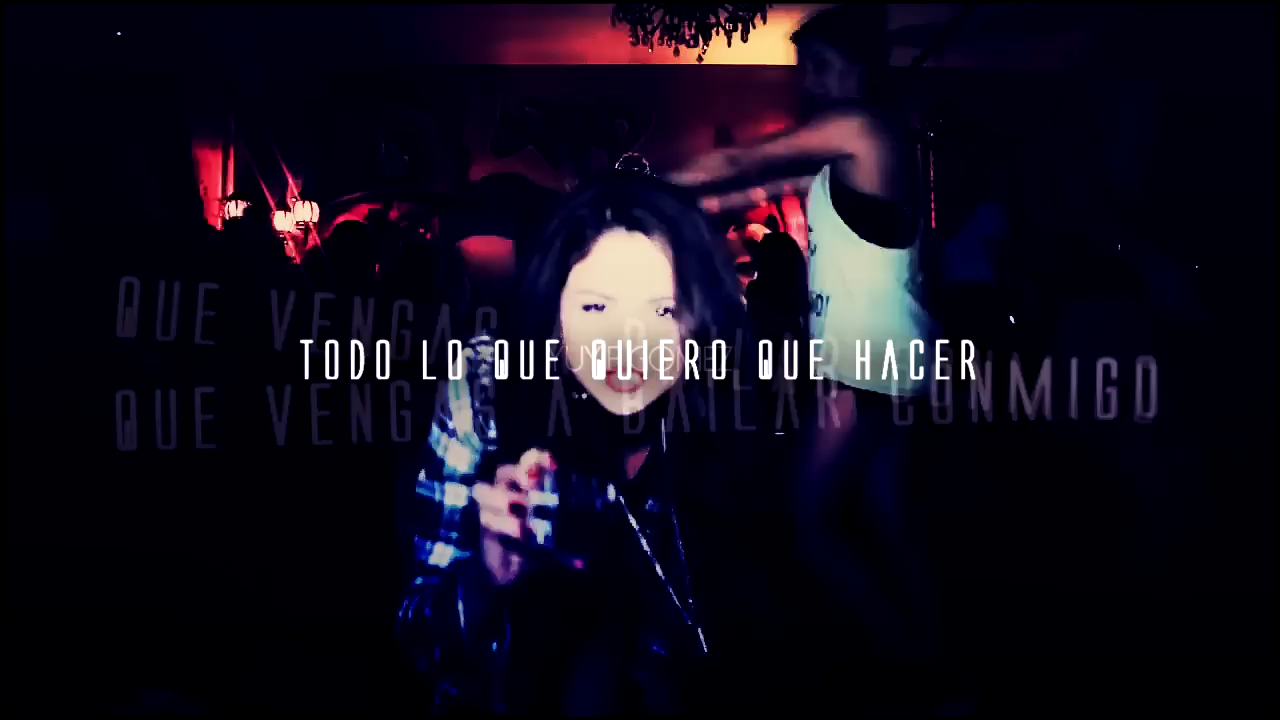 QUE VENGAS
TODO LO QUE QUIERO QUE HACER
QUE VENGAS A BAILAR CONMIGO